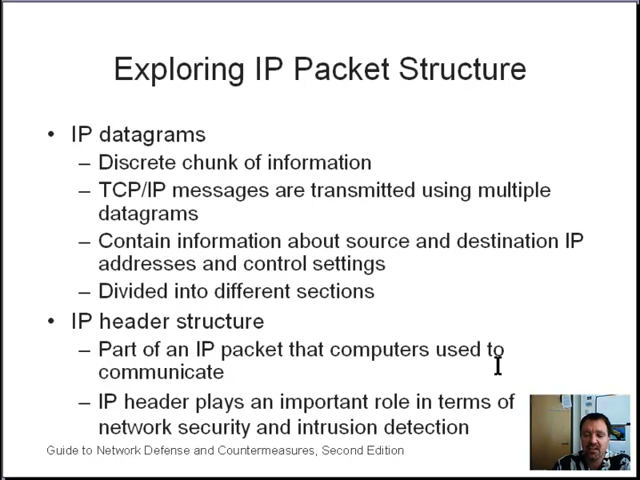 Exploring IP Packet Structure
• IP datagrams
– Discrete chunk of information
– TCP/IP messages are transmitted using multiple
datagrams
– Contain information about source and destination IP
addresses and control settings
– Divided into different sections
• IP header structure
– Part of an IP packet that computers used to
communicate
– IP header plays an important role in terms of
network security and intrusion detection
Guide to Network Defense and Countermeasures, Second Edition